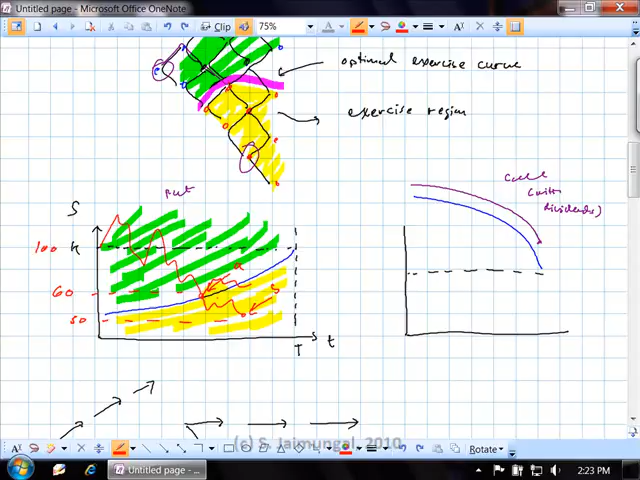 Untitled page - Microsoft Office OneNote
Clip
75%
optimal exercise curve
exercise region
Put
Call
(with
dividends)
S
100 K
60
a
b
50
T
t
(c) S. Jaimungal, 2010
Rotate
Untitled page - ...
2:23 PM